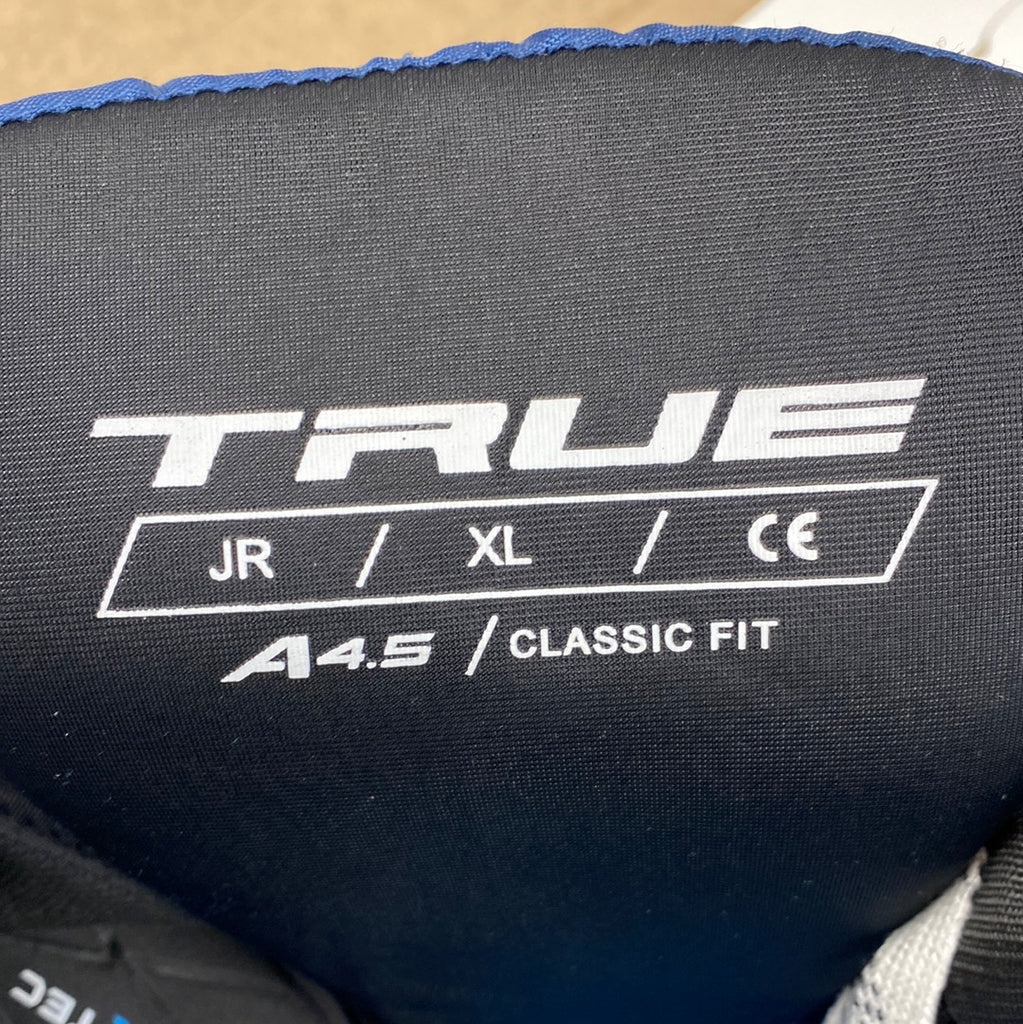 TRUE
JR / XL / CE
A4.5 / CLASSIC FIT